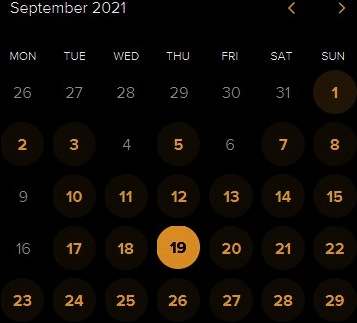 September 2021
MON TUE WED THU FRI SAT SUN
26 27 28 29 30 31 1
2 3 4 5 6 7 8
9 10 11 12 13 14 15
16 17 18 19 20 21 22
23 24 25 26 27 28 29